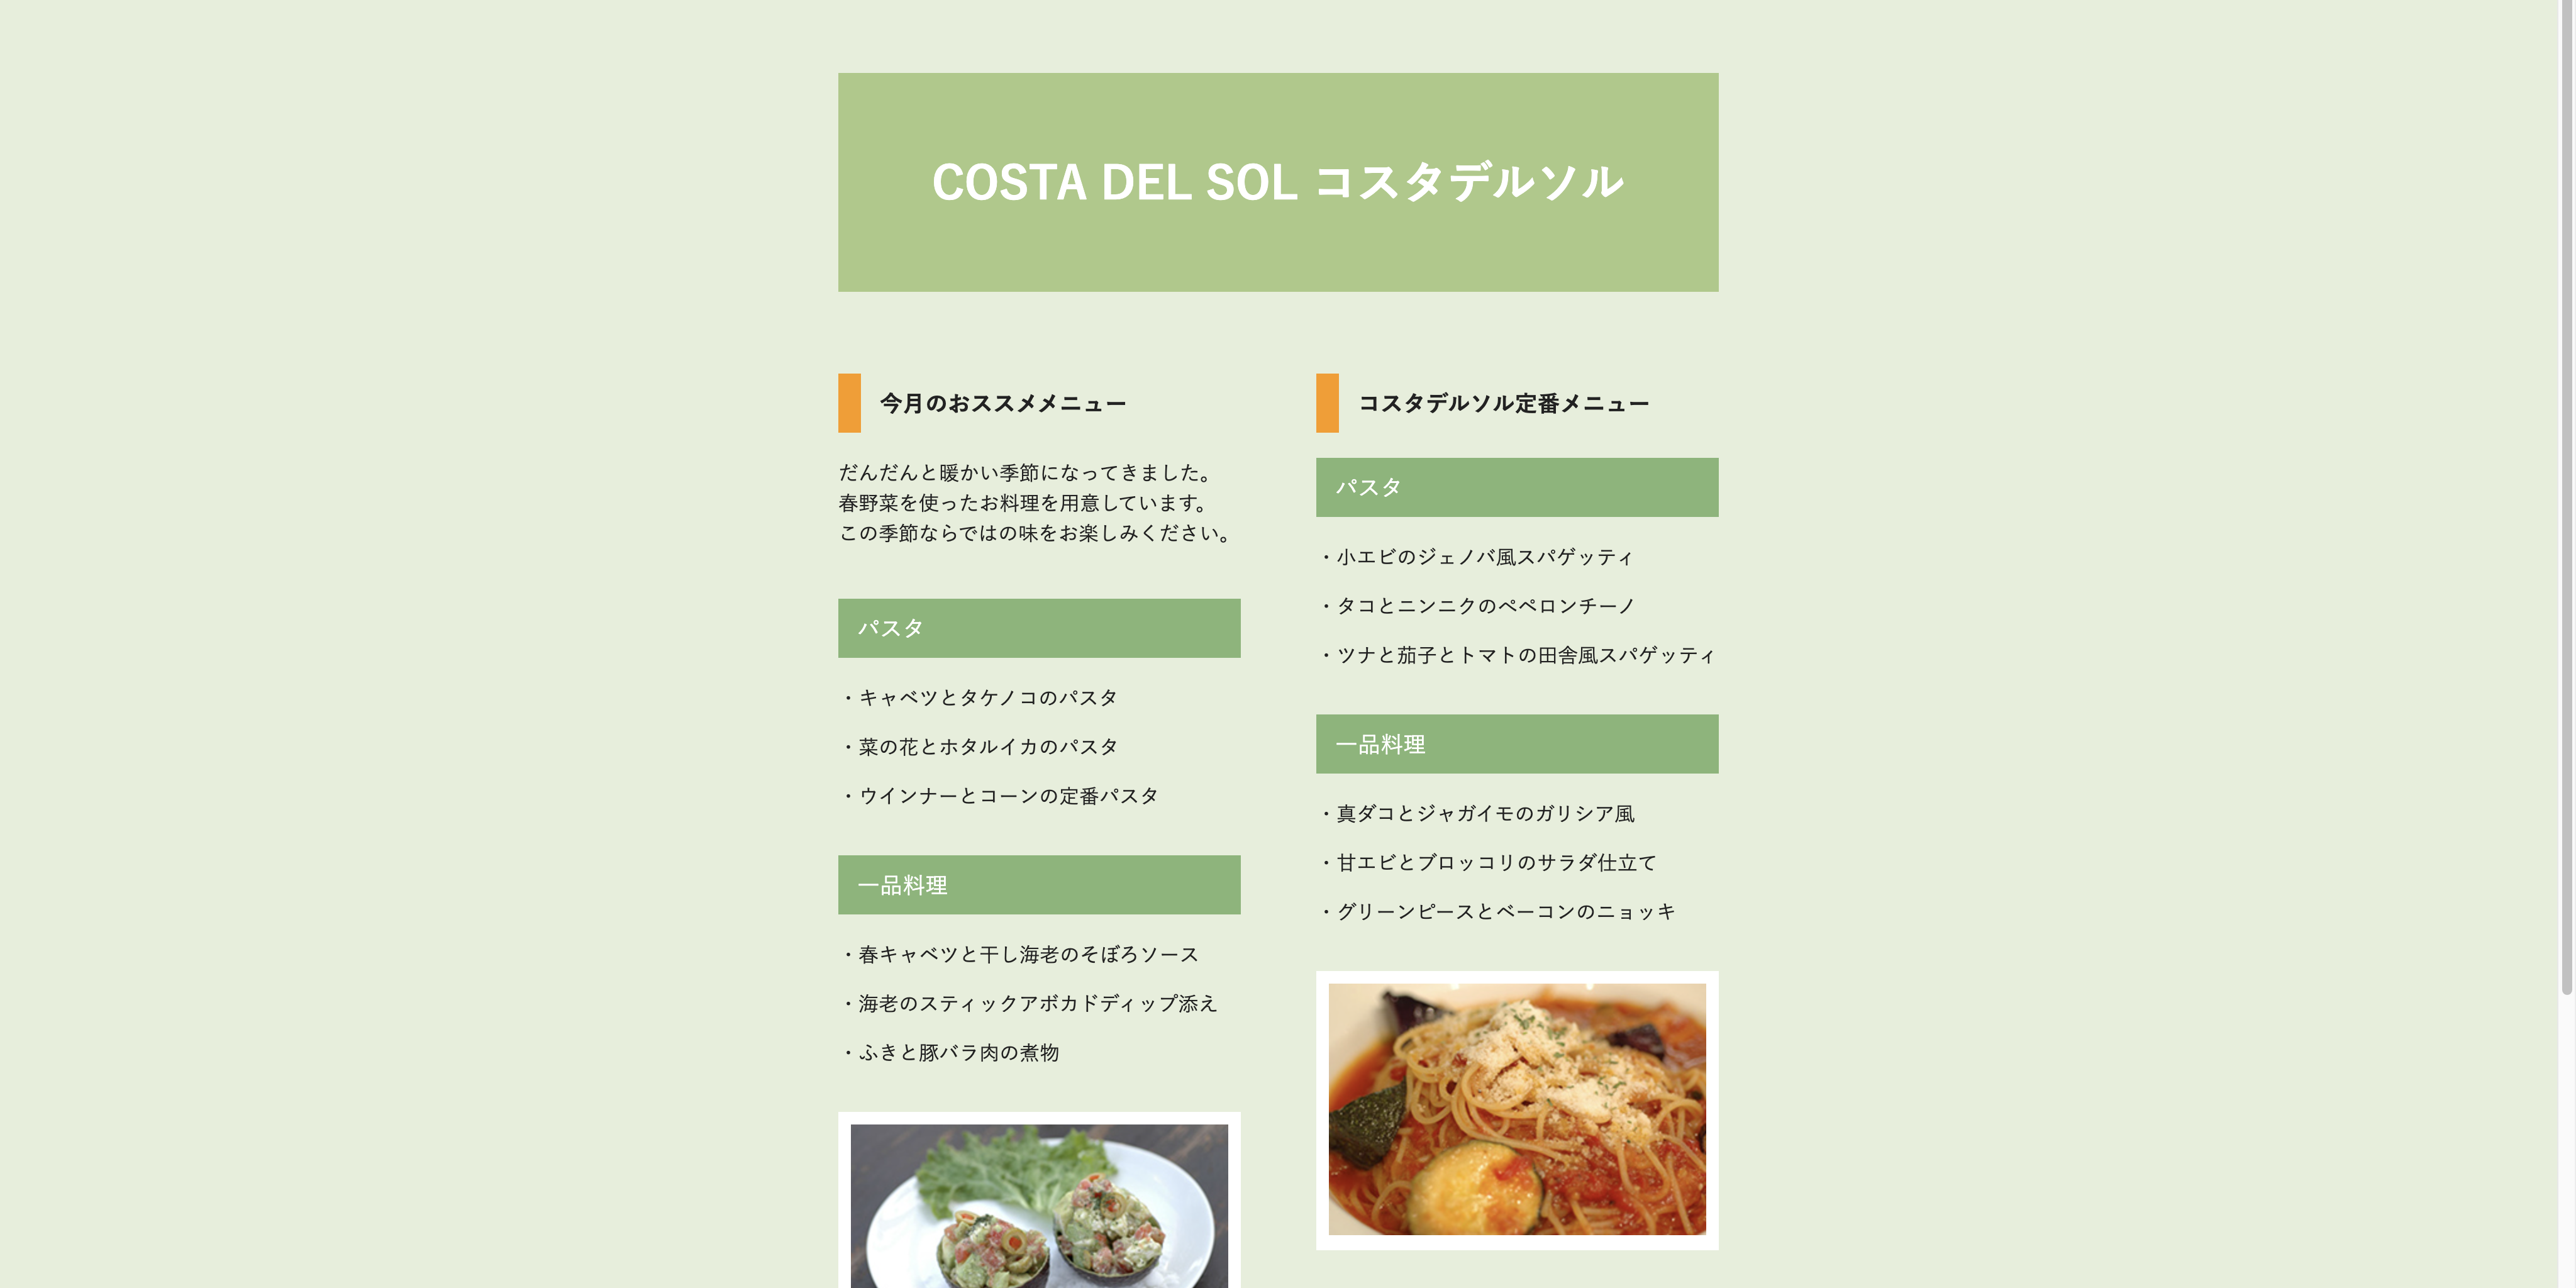 COSTA DEL SOL コスタデルソル
今月のおススメメニュー
だんだんと暖かい季節になってきました。
春野菜を使ったお料理を用意しています。
この季節ならではの味をお楽しみください。
パスタ
・キャベツとタケノコのパスタ
・菜の花とホタルイカのパスタ
・ウインナーとコーンの定番パスタ
一品料理
・春キャベツと干し海老のそぼろソース
・海老のスティックアボカドディップ添え
・ふきと豚バラ肉の煮物
コスタデルソル定番メニュー
パスタ
・小エビのジェノバ風スパゲッティ
・タコとニンニクのペペロンチーノ
・ツナと茄子とトマトの田舎風スパゲッティ
一品料理
・真ダコとジャガイモのガリシア風
・甘エビとブロッコリのサラダ仕立て
・グリーンピースとベーコンのニョッキ